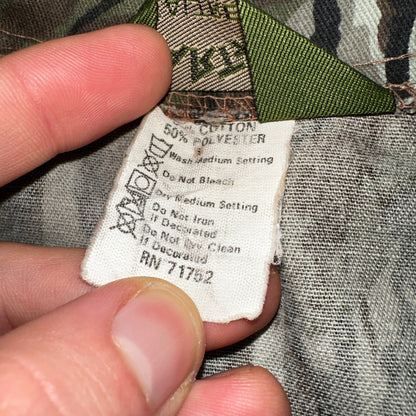 COTTON
50% POLYESTER
Wash Medium Setting
Do Not Bleach
Dry Medium Setting
Do Not Iron
If Decorated
Do Not Dry Clean
If Decorated
RN 71752